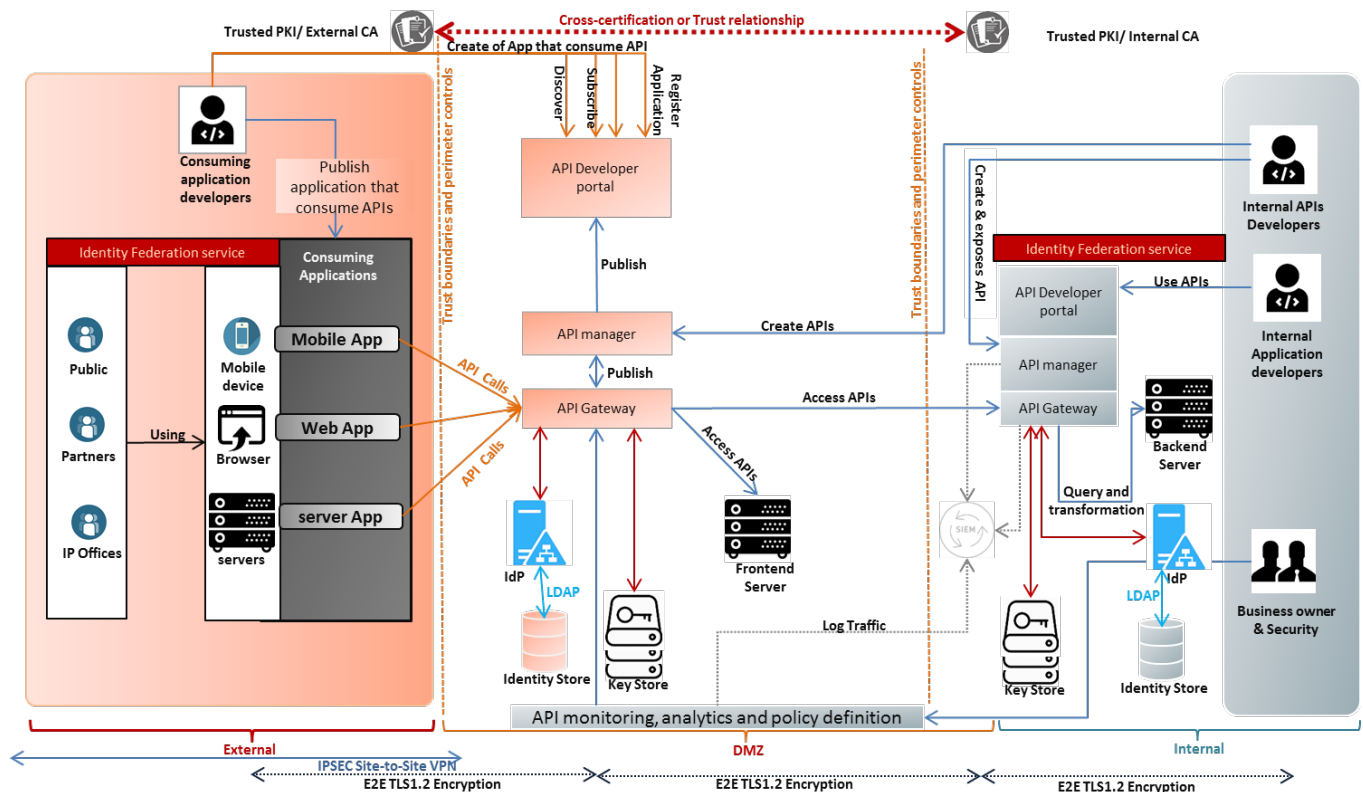 Cross-certification or Trust relationship
Trusted PKI/ External CA
Trusted PKI/ Internal CA
Create of App that consume API
Discover
Subscribe
Register
Application
Trust boundaries and perimeter controls
Trust boundaries and perimeter controls
Consuming
application
developers
Publish
application that
consume APIs
API Developer
portal
Create & exposes API
Internal APIs
Developers
Identity Federation service
Consuming
Applications
Identity Federation service
Publish
API Developer
portal
Use APIs
Internal
Application
developers
Public
Mobile
device
Mobile App
API Calls
API manager
Create APIs
Publish
API manager
API Gateway
Access APIs
API Gateway
Partners
Using
Browser
Web App
API Calls
Access APIs
Backend
Server
Query and
transformation
IP Offices
servers
server App
IdP
LDAP
Identity Store
Key Store
Frontend
Server
SIEM
Log Traffic
IdP
LDAP
Key Store
Identity Store
Business owner
& Security
API monitoring, analytics and policy definition
External
DMZ
Internal
IPSEC Site-to-Site VPN
E2E TLS1.2 Encryption
E2E TLS1.2 Encryption
E2E TLS1.2 Encryption